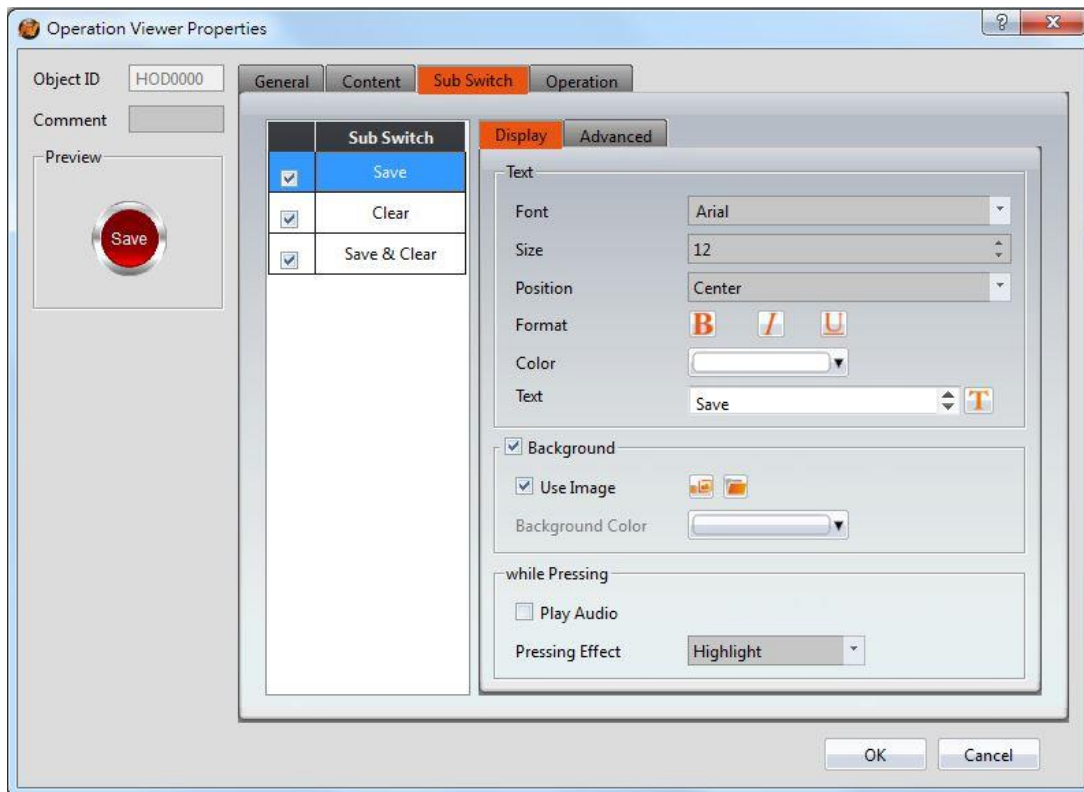 Operation Viewer Properties
Object ID HOD0000
Comment
Preview
Save
General Content Sub Switch Operation
Sub Switch
Save
Clear
Save & Clear
Display Advanced
Text
Font Arial
Size 12
Position Center
Format B I U
Color
Text Save T
Background
Use Image
Background Color
while Pressing
Play Audio
Pressing Effect Highlight
OK Cancel